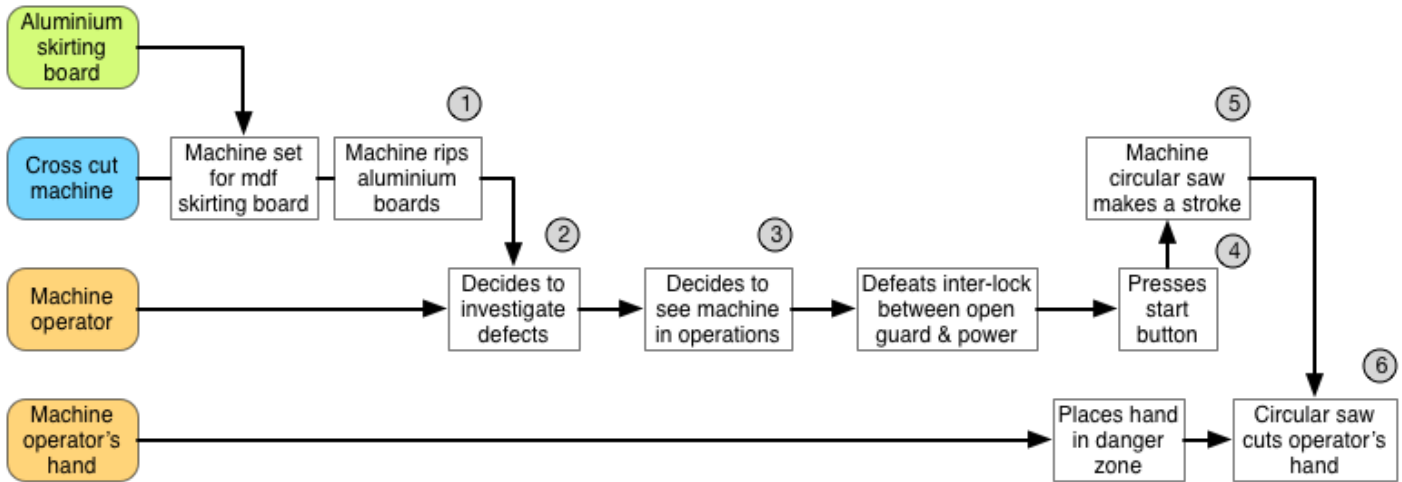 Aluminium
skirting
board
1
5
Cross cut
machine
Machine set
for mdf
skirting board
Machine rips
aluminium
boards
Machine
circular saw
makes a stroke
2
3
4
Machine
operator
Decides to
investigate
defects
Decides to
see machine
in operations
Defeats inter-lock
between open
guard & power
Presses
start
button
6
Machine
operator's
hand
Places hand
in danger
zone
Circular saw
cuts operator's
hand